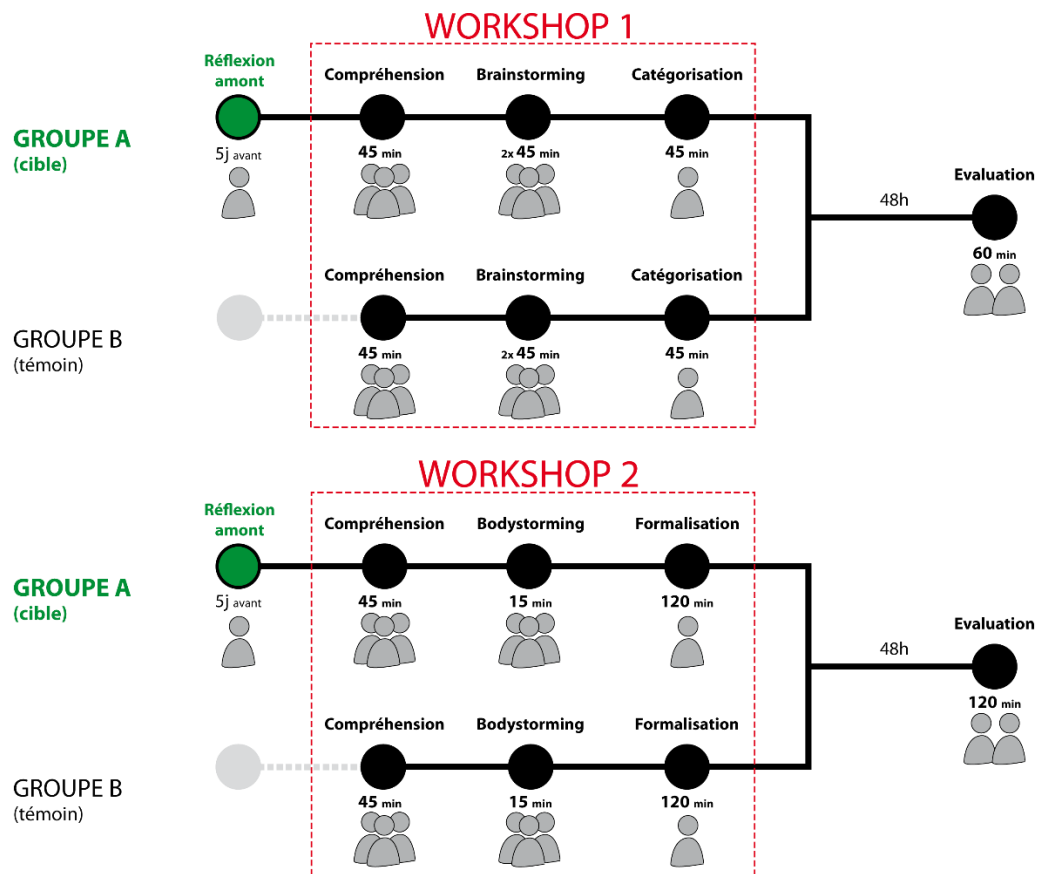 WORKSHOP 1
Réflexion
amont
Compréhension
Brainstorming
Catégorisation
GROUPE A
(cible)
5j avant
45 min
2x 45 min
45 min
48h
Evaluation
60 min
Compréhension
Brainstorming
Catégorisation
GROUPE B
(témoin)
45 min
2x 45 min
45 min
WORKSHOP 2
Réflexion
amont
Compréhension
Bodystorming
Formalisation
GROUPE A
(cible)
5j avant
45 min
15 min
120 min
48h
Evaluation
120 min
Compréhension
Bodystorming
Formalisation
GROUPE B
(témoin)
45 min
15 min
120 min